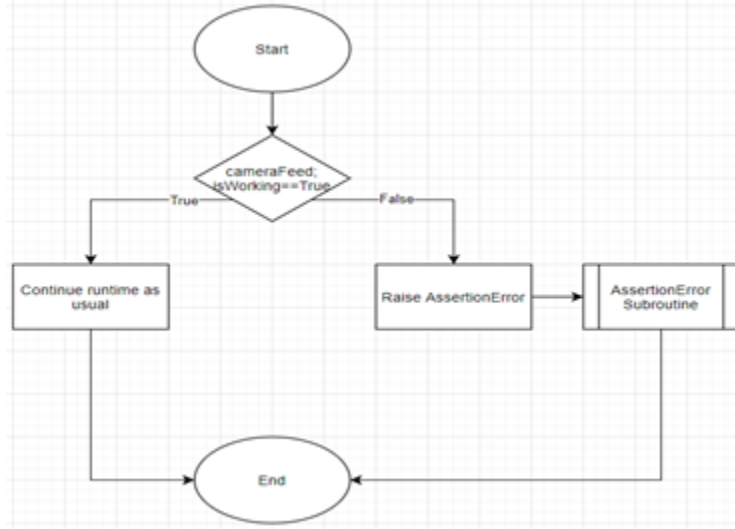 Start
cameraFeed;
isWorking==True
True
False
Continue runtime as
usual
Raise AssertionError
AssertionError
Subroutine
End